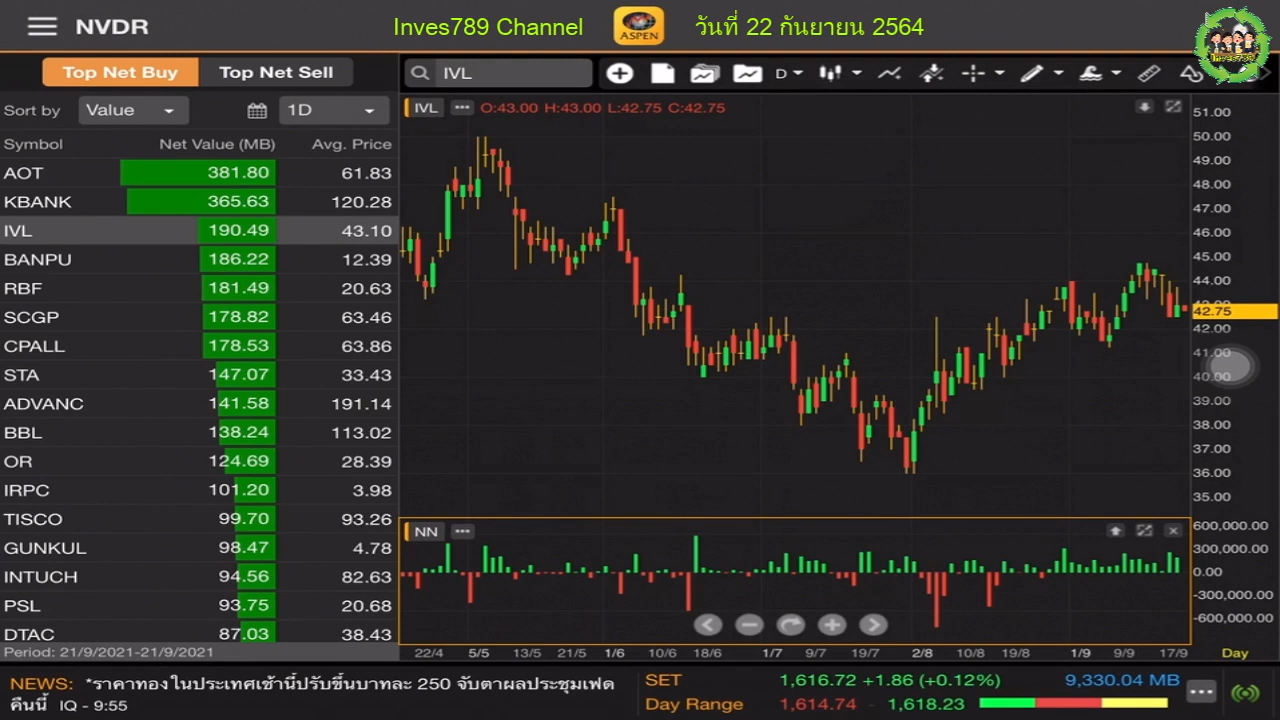 NVDR
Inves789 Channel
ASPEN
วันที่ 22 กันยายน 2564
Inves789
Top Net Buy Top Net Sell
IVL
D
Sort by Value 1D
Symbol Net Value (MB) Avg. Price
AOT 381.80 61.83
KBANK 365.63 120.28
IVL 190.49 43.10
BANPU 186.22 12.39
RBF 181.49 20.63
SCGP 178.82 63.46
CPALL 178.53 63.86
STA 147.07 33.43
ADVANC 141.58 191.14
BBL 138.24 113.02
OR 124.69 28.39
IRPC 101.20 3.98
TISCO 99.70 93.26
GUNKUL 98.47 4.78
INTUCH 94.56 82.63
PSL 93.75 20.68
DTAC 87.03 38.43
Period: 21/9/2021-21/9/2021
IVL O:43.00 H:43.00 L:42.75 C:42.75
51.00
50.00
49.00
48.00
47.00
46.00
45.00
44.00
43.00
42.75
42.00
41.00
40.00
39.00
38.00
37.00
36.00
35.00
NN
600,000.00
300,000.00
0.00
-300,000.00
-600,000.00
22/4 5/5 13/5 21/5 1/6 10/6 18/6 1/7 9/7 19/7 2/8 10/8 19/8 1/9 9/9 17/9 Day
NEWS: *ราคาทองในประเทศเช้านี้ปรับขึ้นบาทละ 250 จับตาผลประชุมเฟด
คืนนี้ IQ - 9:55
SET 1,616.72 +1.86 (+0.12%) 9,330.04 MB
Day Range 1,614.74 - 1,618.23